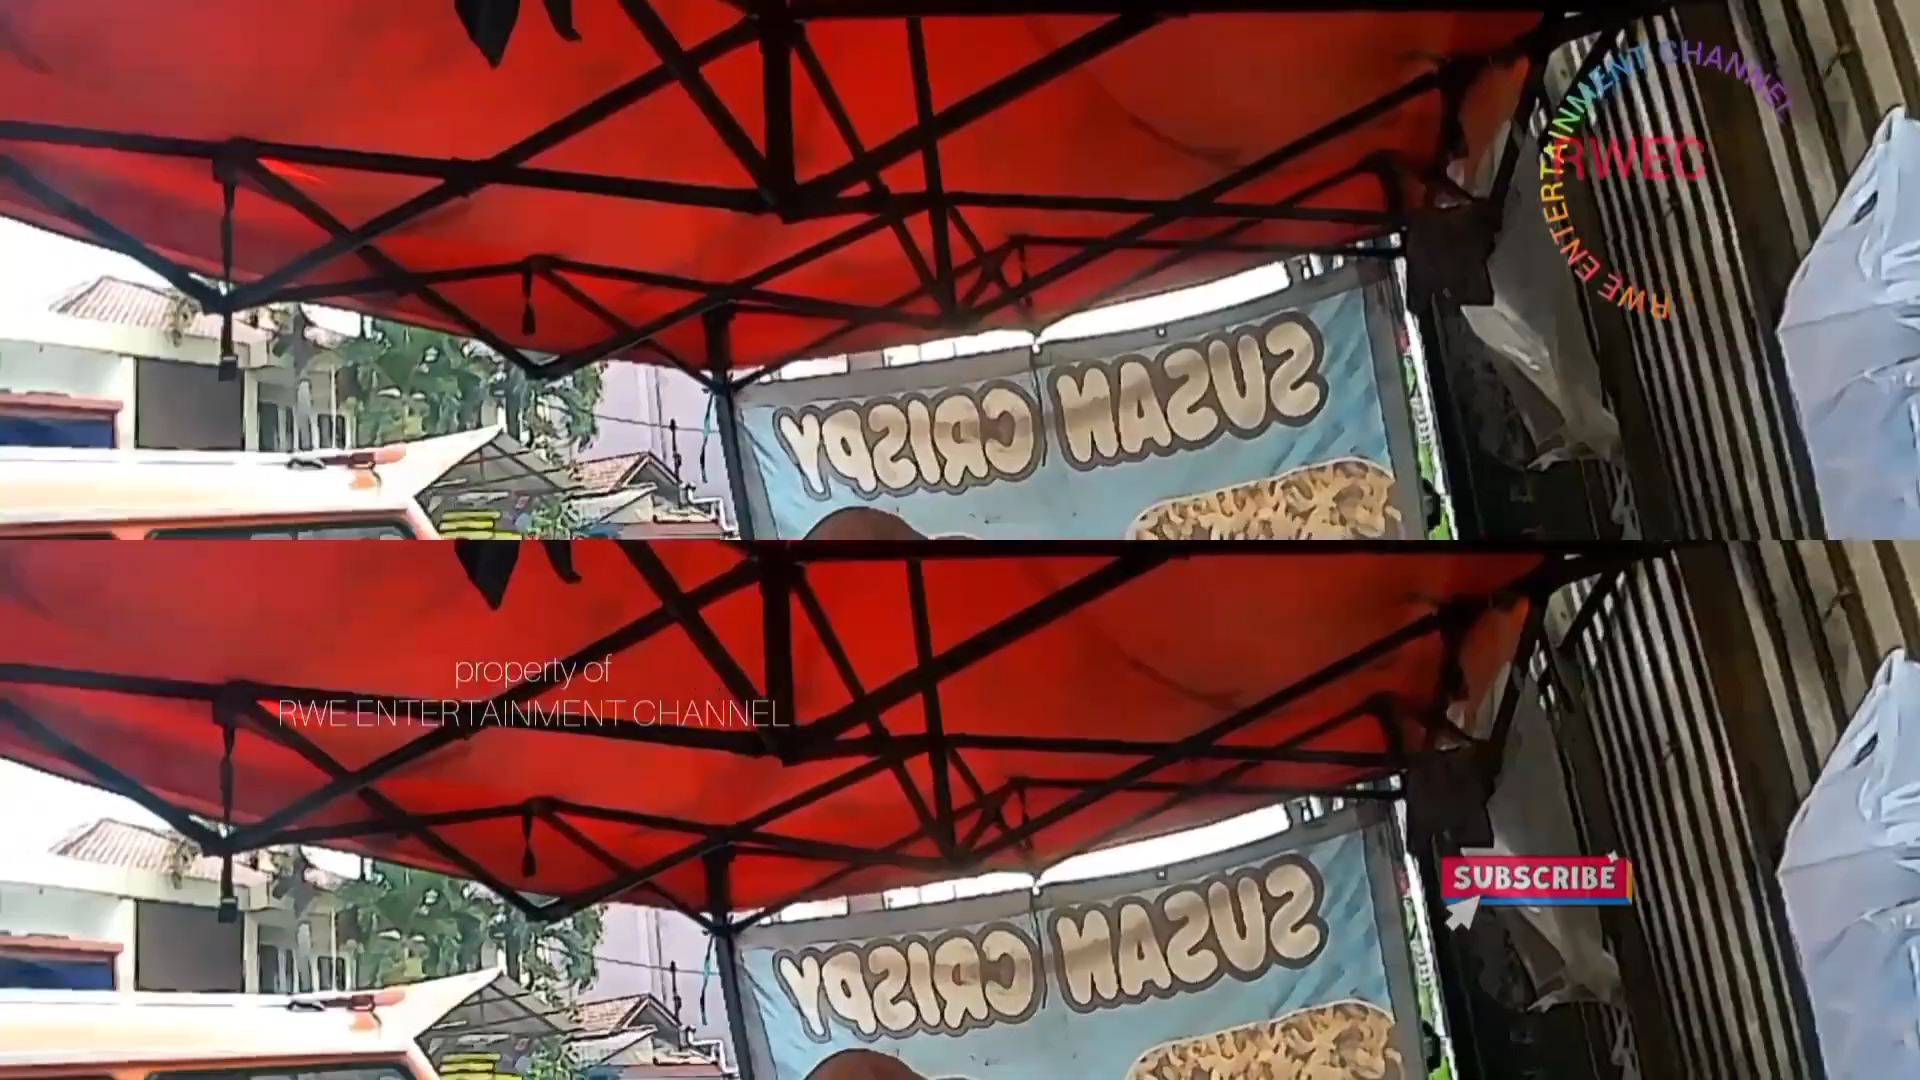 RWE ENTERTAINMENT CHANNEL
RWEC
SUSAN CRISPY
property of
RWE ENTERTAINMENT CHANNEL
SUBSCRIBE
SUSAN CRISPY